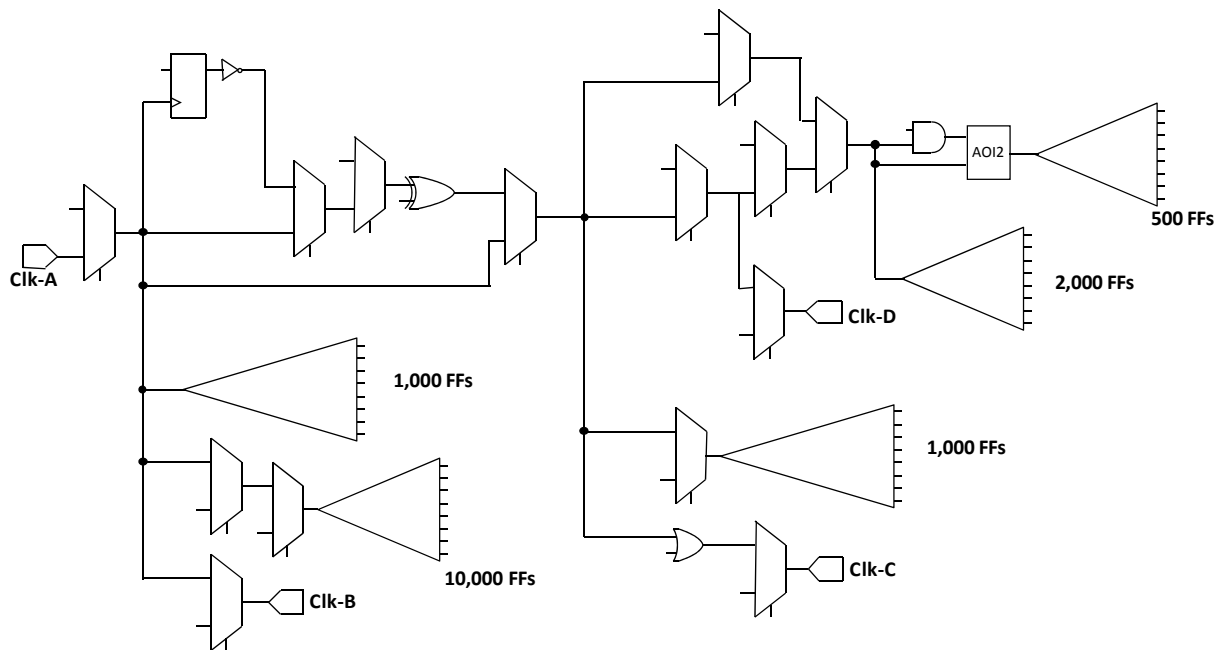 AOI2
500 FFs
Clk-A
2,000 FFs
Clk-D
1,000 FFs
1,000 FFs
10,000 FFs
Clk-B
Clk-C